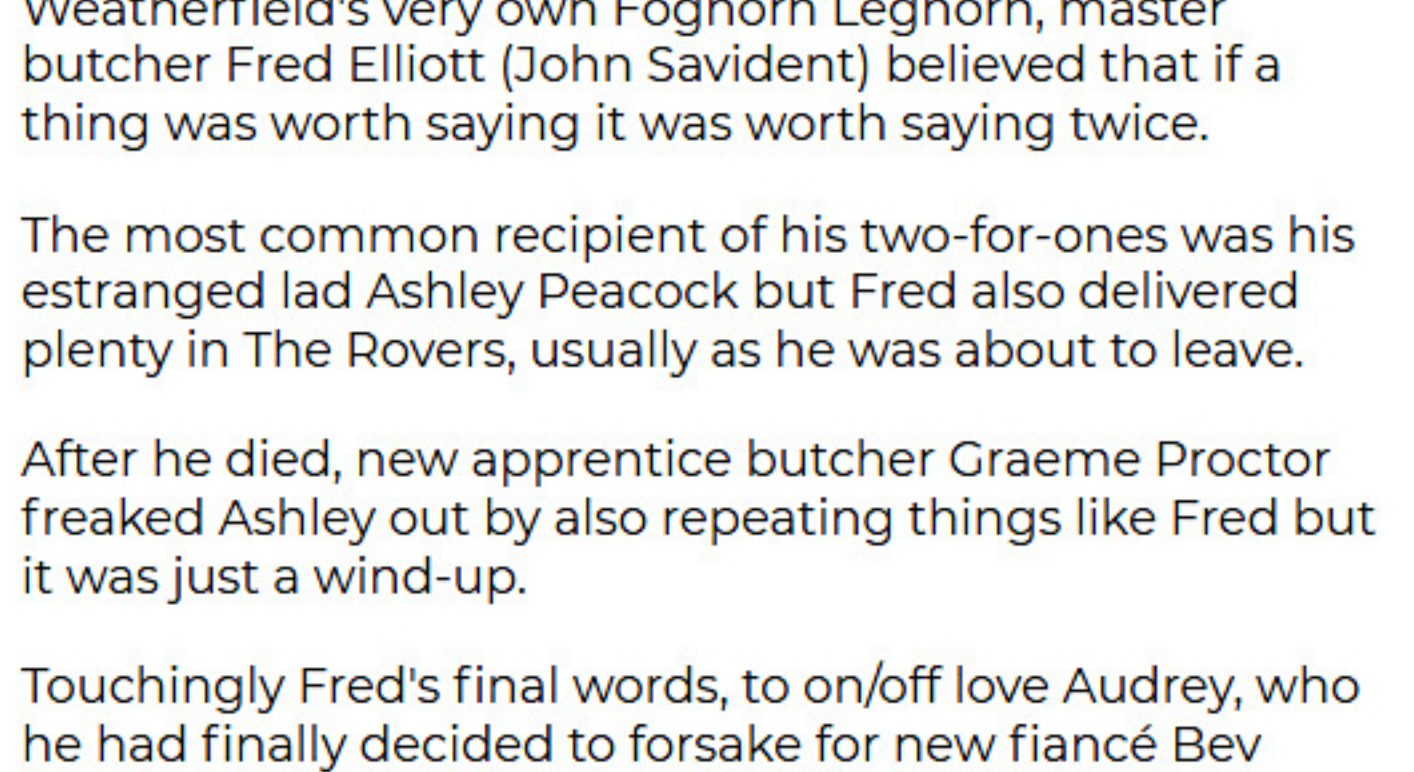 Weatherfield's very own Foghorn Leghorn, master
butcher Fred Elliott (John Savident) believed that if a
thing was worth saying it was worth saying twice.
The most common recipient of his two-for-ones was his
estranged lad Ashley Peacock but Fred also delivered
plenty in The Rovers, usually as he was about to leave.
After he died, new apprentice butcher Graeme Proctor
freaked Ashley out by also repeating things like Fred but
it was just a wind-up.
Touchingly Fred's final words, to on/off love Audrey, who
he had finally decided to forsake for new fiancé Bev